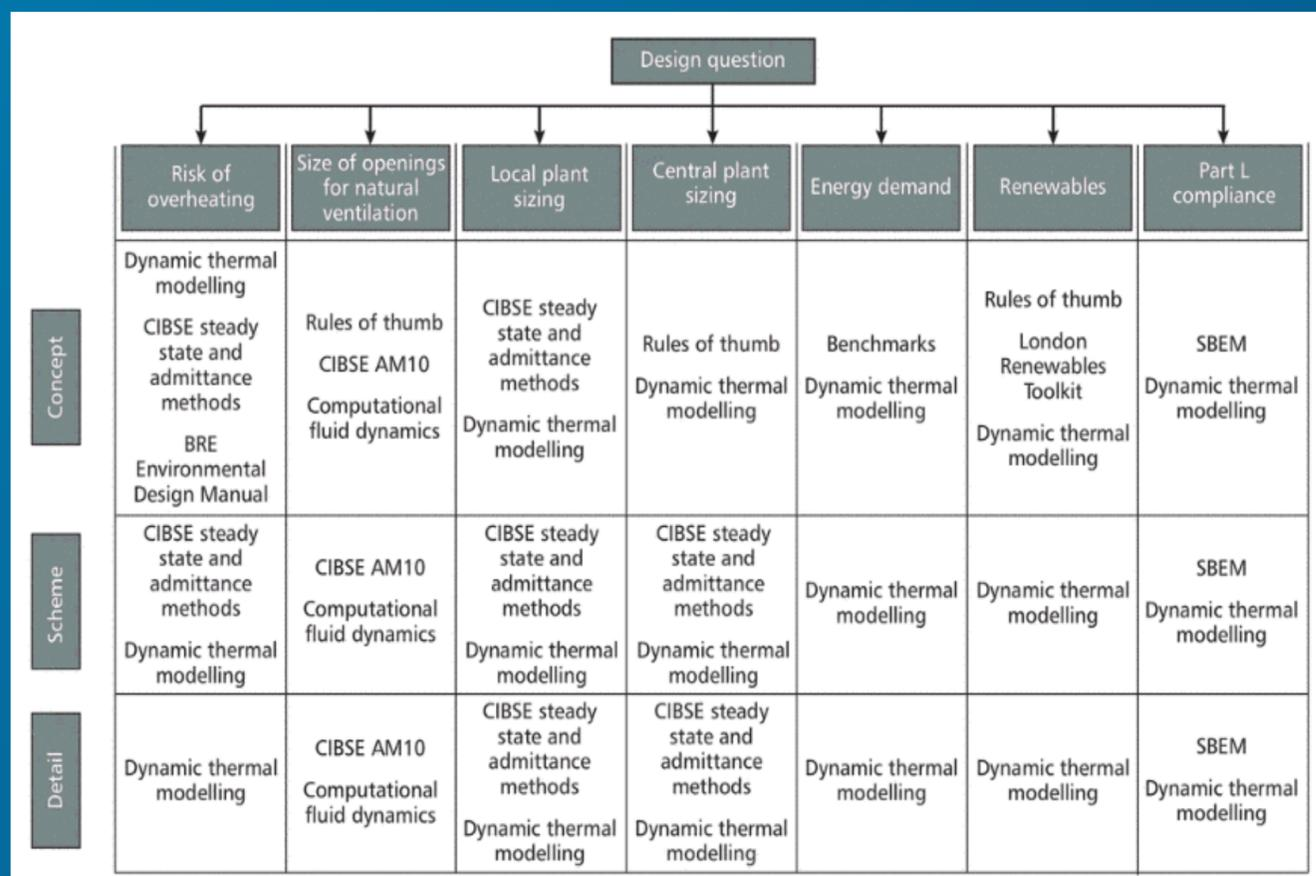 Design question
Risk of
overheating
Size of openings
for natural
ventilation
Local plant
sizing
Central plant
sizing
Energy demand
Renewables
Part L
compliance
Concept
Dynamic thermal
modelling
CIBSE steady
state and
admittance
methods
BRE
Environmental
Design Manual
Rules of thumb
CIBSE AM10
Computational
fluid dynamics
CIBSE steady
state and
admittance
methods
Dynamic thermal
modelling
Rules of thumb
Dynamic thermal
modelling
Benchmarks
Dynamic thermal
modelling
Rules of thumb
London
Renewables
Toolkit
Dynamic thermal
modelling
SBEM
Dynamic thermal
modelling
Scheme
CIBSE steady
state and
admittance
methods
Dynamic thermal
modelling
CIBSE AM10
Computational
fluid dynamics
CIBSE steady
state and
admittance
methods
Dynamic thermal
modelling
CIBSE steady
state and
admittance
methods
Dynamic thermal
modelling
Dynamic thermal
modelling
Dynamic thermal
modelling
SBEM
Dynamic thermal
modelling
Detail
Dynamic thermal
modelling
CIBSE AM10
Computational
fluid dynamics
CIBSE steady
state and
admittance
methods
Dynamic thermal
modelling
CIBSE steady
state and
admittance
methods
Dynamic thermal
modelling
Dynamic thermal
modelling
Dynamic thermal
modelling
SBEM
Dynamic thermal
modelling